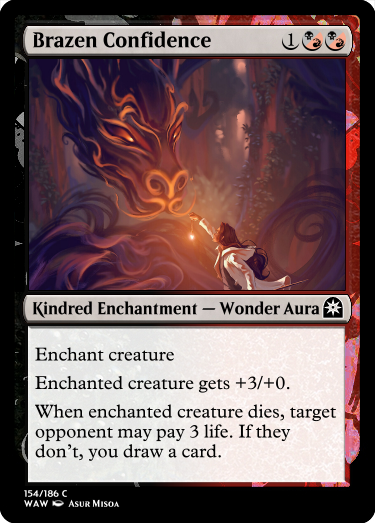 Brazen Confidence 1
Kindred Enchantment — Wonder Aura
Enchant creature
Enchanted creature gets +3/+0.
When enchanted creature dies, target
opponent may pay 3 life. If they
don't, you draw a card.
154/186 C
WAW Asur Misoa